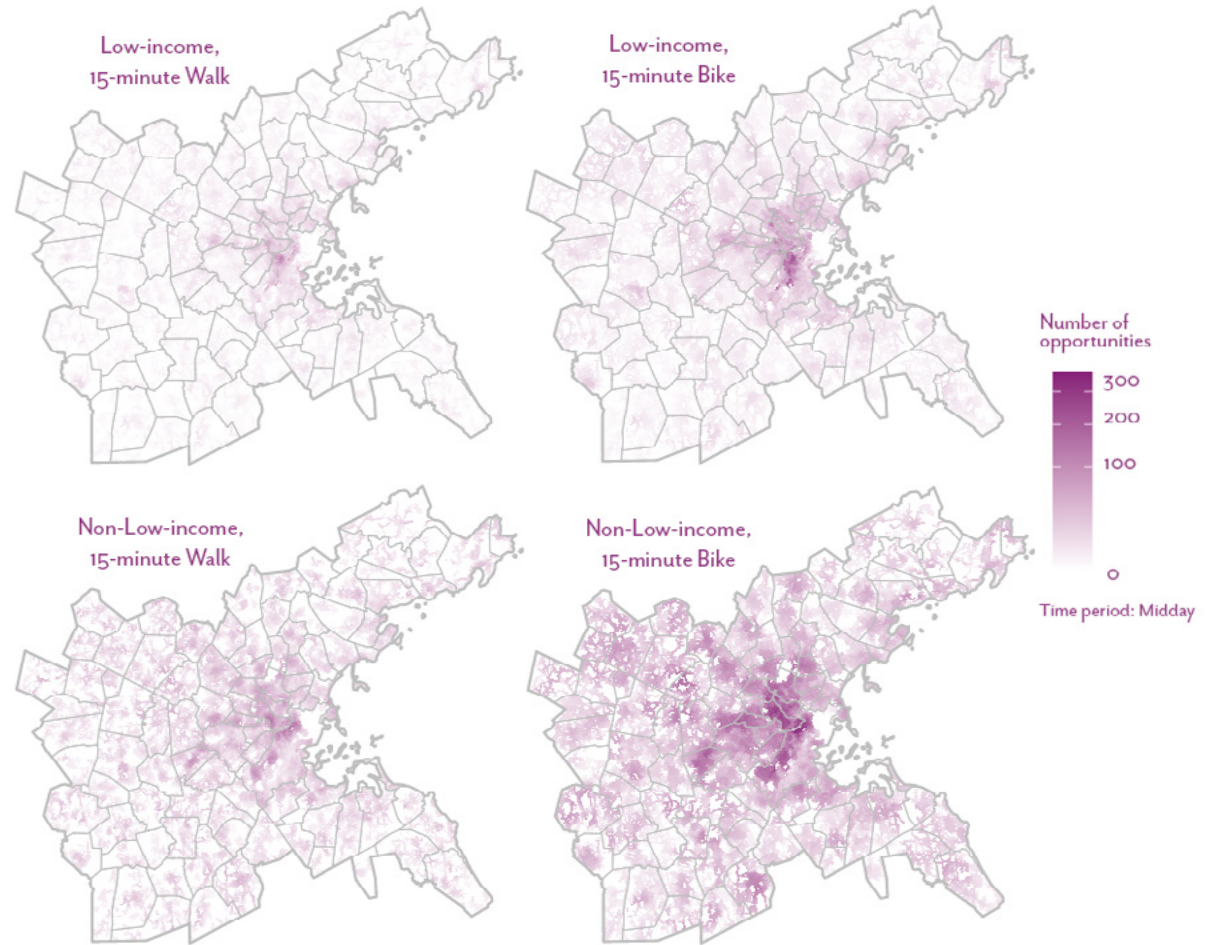 Low-income,
15-minute Walk
Low-income,
15-minute Bike
Number of
opportunities
300
200
100
0
Time period: Midday
Non-Low-income,
15-minute Walk
Non-Low-income,
15-minute Bike